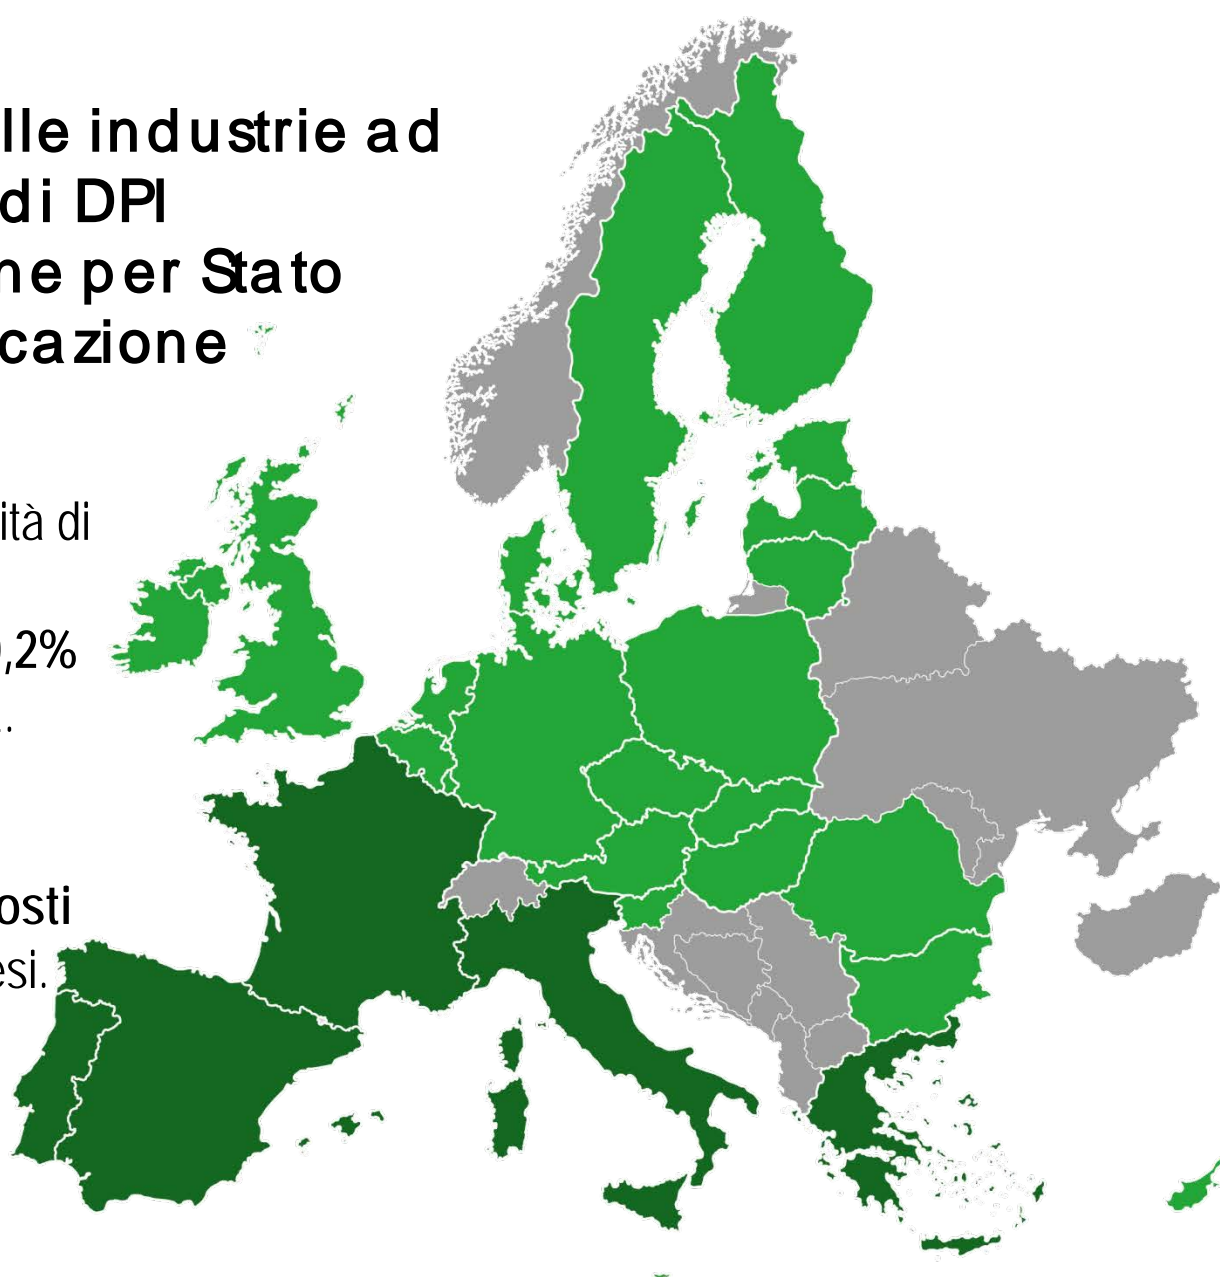 lle industrie ad
di DPI
ne per Stato
cazione
ità di
,2%
.
osti
esi.